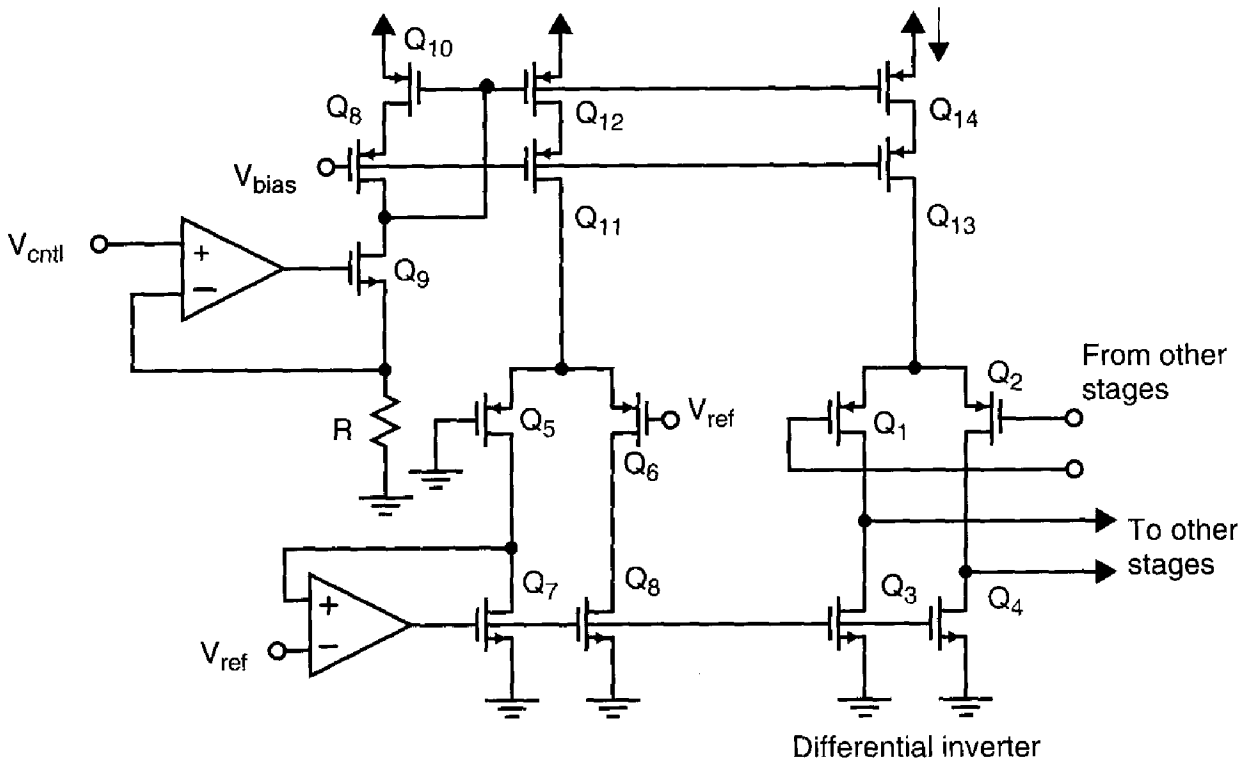 Q10
Q8
Q12
Q14
Vbias
Q11
Q13
Vcntl
+
−
Q9
From other
stages
Q2
R
Q5
Vref
Q1
Q6
To other
stages
Q7
Q8
Q3
Q4
+
−
Vref
Differential inverter